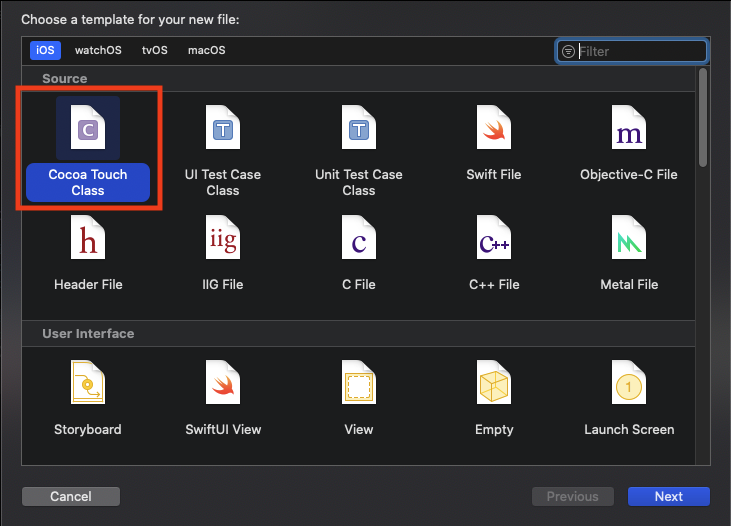 Choose a template for your new file:
iOS watchOS tvOS macOS Filter
Source
C T T m
Cocoa Touch Class UI Test Case Class Unit Test Case Class Swift File Objective-C File
h iig c C++
Header File IIG File C File C++ File Metal File
User Interface
1
Storyboard SwiftUI View View Empty Launch Screen
Cancel Previous Next